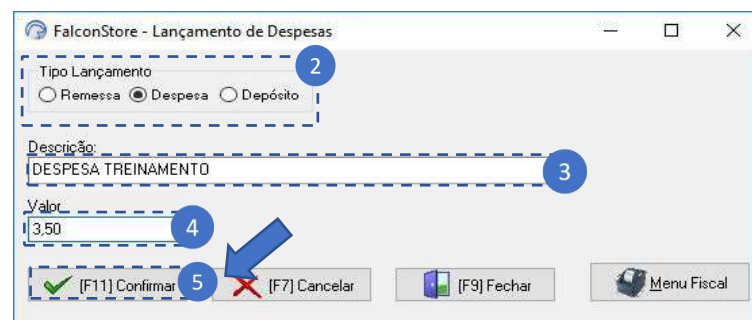 FalconStore - Lançamento de Despesas
2
Tipo Lançamento
Remessa Despesa Depósito
Descrição:
DESPESA TREINAMENTO
3
Valor
3,50
4
[F11] Confirmar 5 [F7] Cancelar [F9] Fechar Menu Fiscal